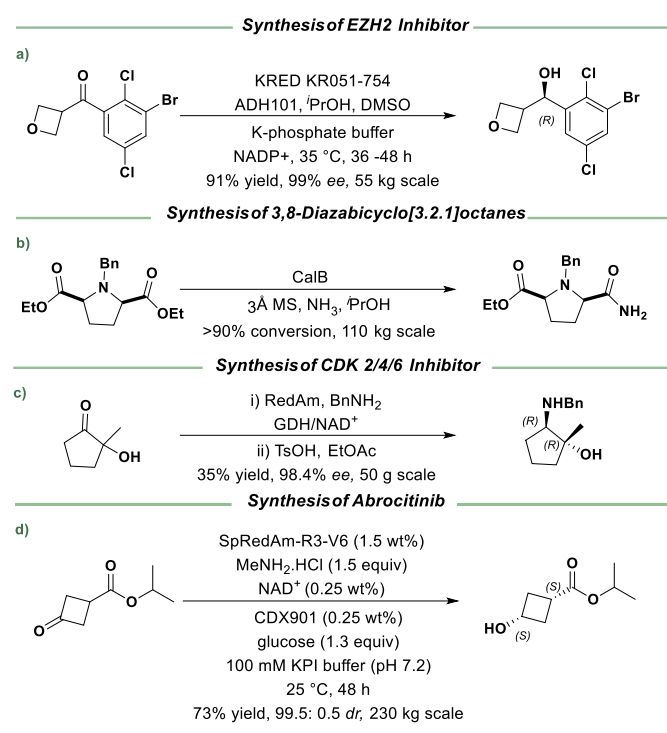 Synthesis of EZH2 Inhibitor
a)
O
Cl
Br
O
Cl
KRED KR051-754
ADH101, iPrOH, DMSO
K-phosphate buffer
NADP+, 35 °C, 36 -48 h
91% yield, 99% ee, 55 kg scale
OH
Cl
Br
(R)
O
Cl
Synthesis of 3,8-Diazabicyclo[3.2.1]octanes
b)
Bn
O
N
O
EtO
OEt
CalB
3Å MS, NH3, iPrOH
>90% conversion, 110 kg scale
Bn
O
N
O
EtO
NH2
Synthesis of CDK 2/4/6 Inhibitor
c)
O
OH
i) RedAm, BnNH2
GDH/NAD+
ii) TsOH, EtOAc
35% yield, 98.4% ee, 50 g scale
NHBn
(R)
(R)
OH
Synthesis of Abrocitinib
d)
O
O
O
SpRedAm-R3-V6 (1.5 wt%)
MeNH2.HCl (1.5 equiv)
NAD+ (0.25 wt%)
CDX901 (0.25 wt%)
glucose (1.3 equiv)
100 mM KPI buffer (pH 7.2)
25 °C, 48 h
73% yield, 99.5: 0.5 dr, 230 kg scale
O
(S)
O
HO
(S)